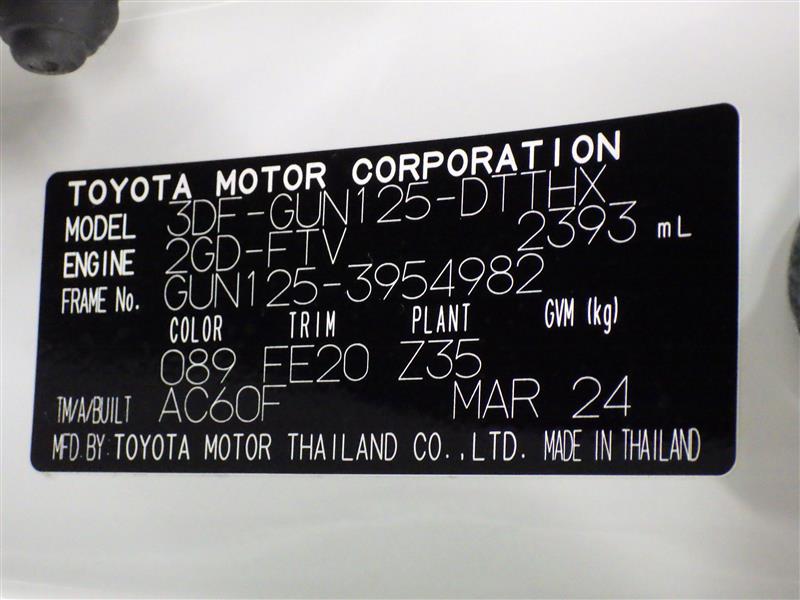 TOYOTA MOTOR CORPORATION
MODEL 3DF-GUN125-DTTHX
ENGINE 2GD-FTV 2393 mL
FRAME No. GUN125-3954982
COLOR TRIM PLANT GVM (kg)
089 FE20 Z35
TM/A/BUILT AC60F MAR 24
MFD. BY: TOYOTA MOTOR THAILAND CO.,LTD. MADE IN THAILAND